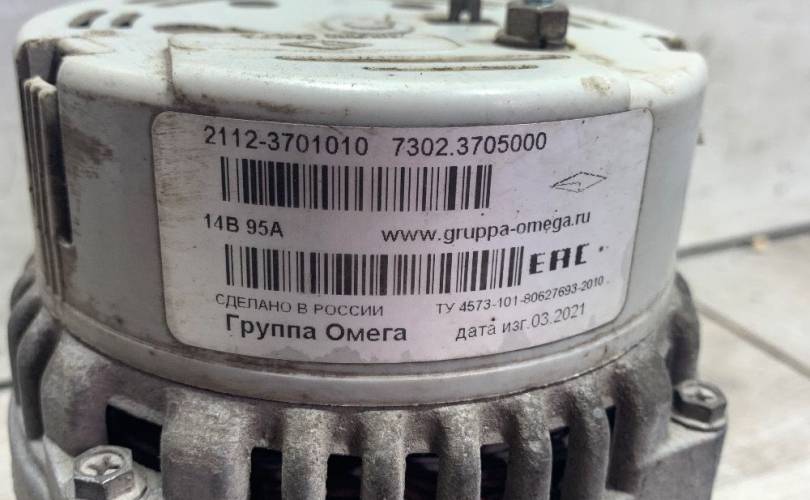 2112-3701010 7302.3705000
14В 95А www.gruppa-omega.ru
EAC
СДЕЛАНО В РОССИИ ТУ 4573-101-80627693-2010
Группа Омега дата изг.03.2021